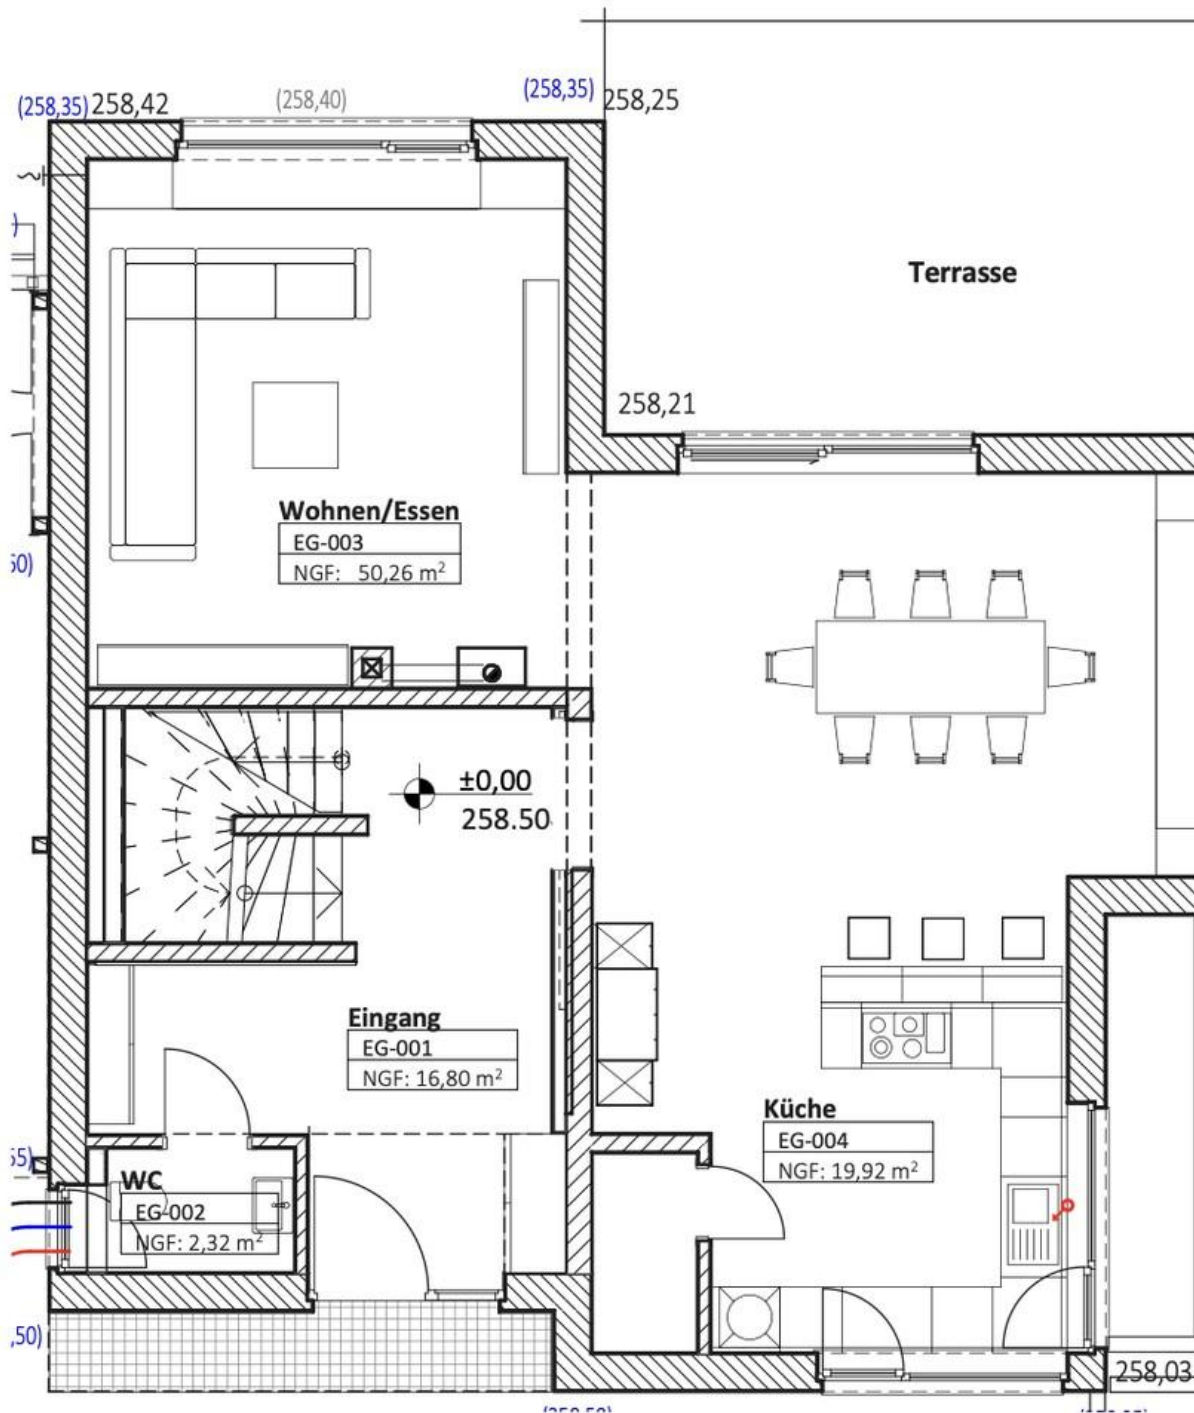 (258,35) 258,42
(258,40)
(258,35)
258,25
Terrasse
258,21
Wohnen/Essen
EG-003
NGF: 50,26 m²
50)
±0,00
258.50
Eingang
EG-001
NGF: 16,80 m²
Küche
EG-004
NGF: 19,92 m²
WC
EG-002
NGF: 2,32 m²
,50)
258,03